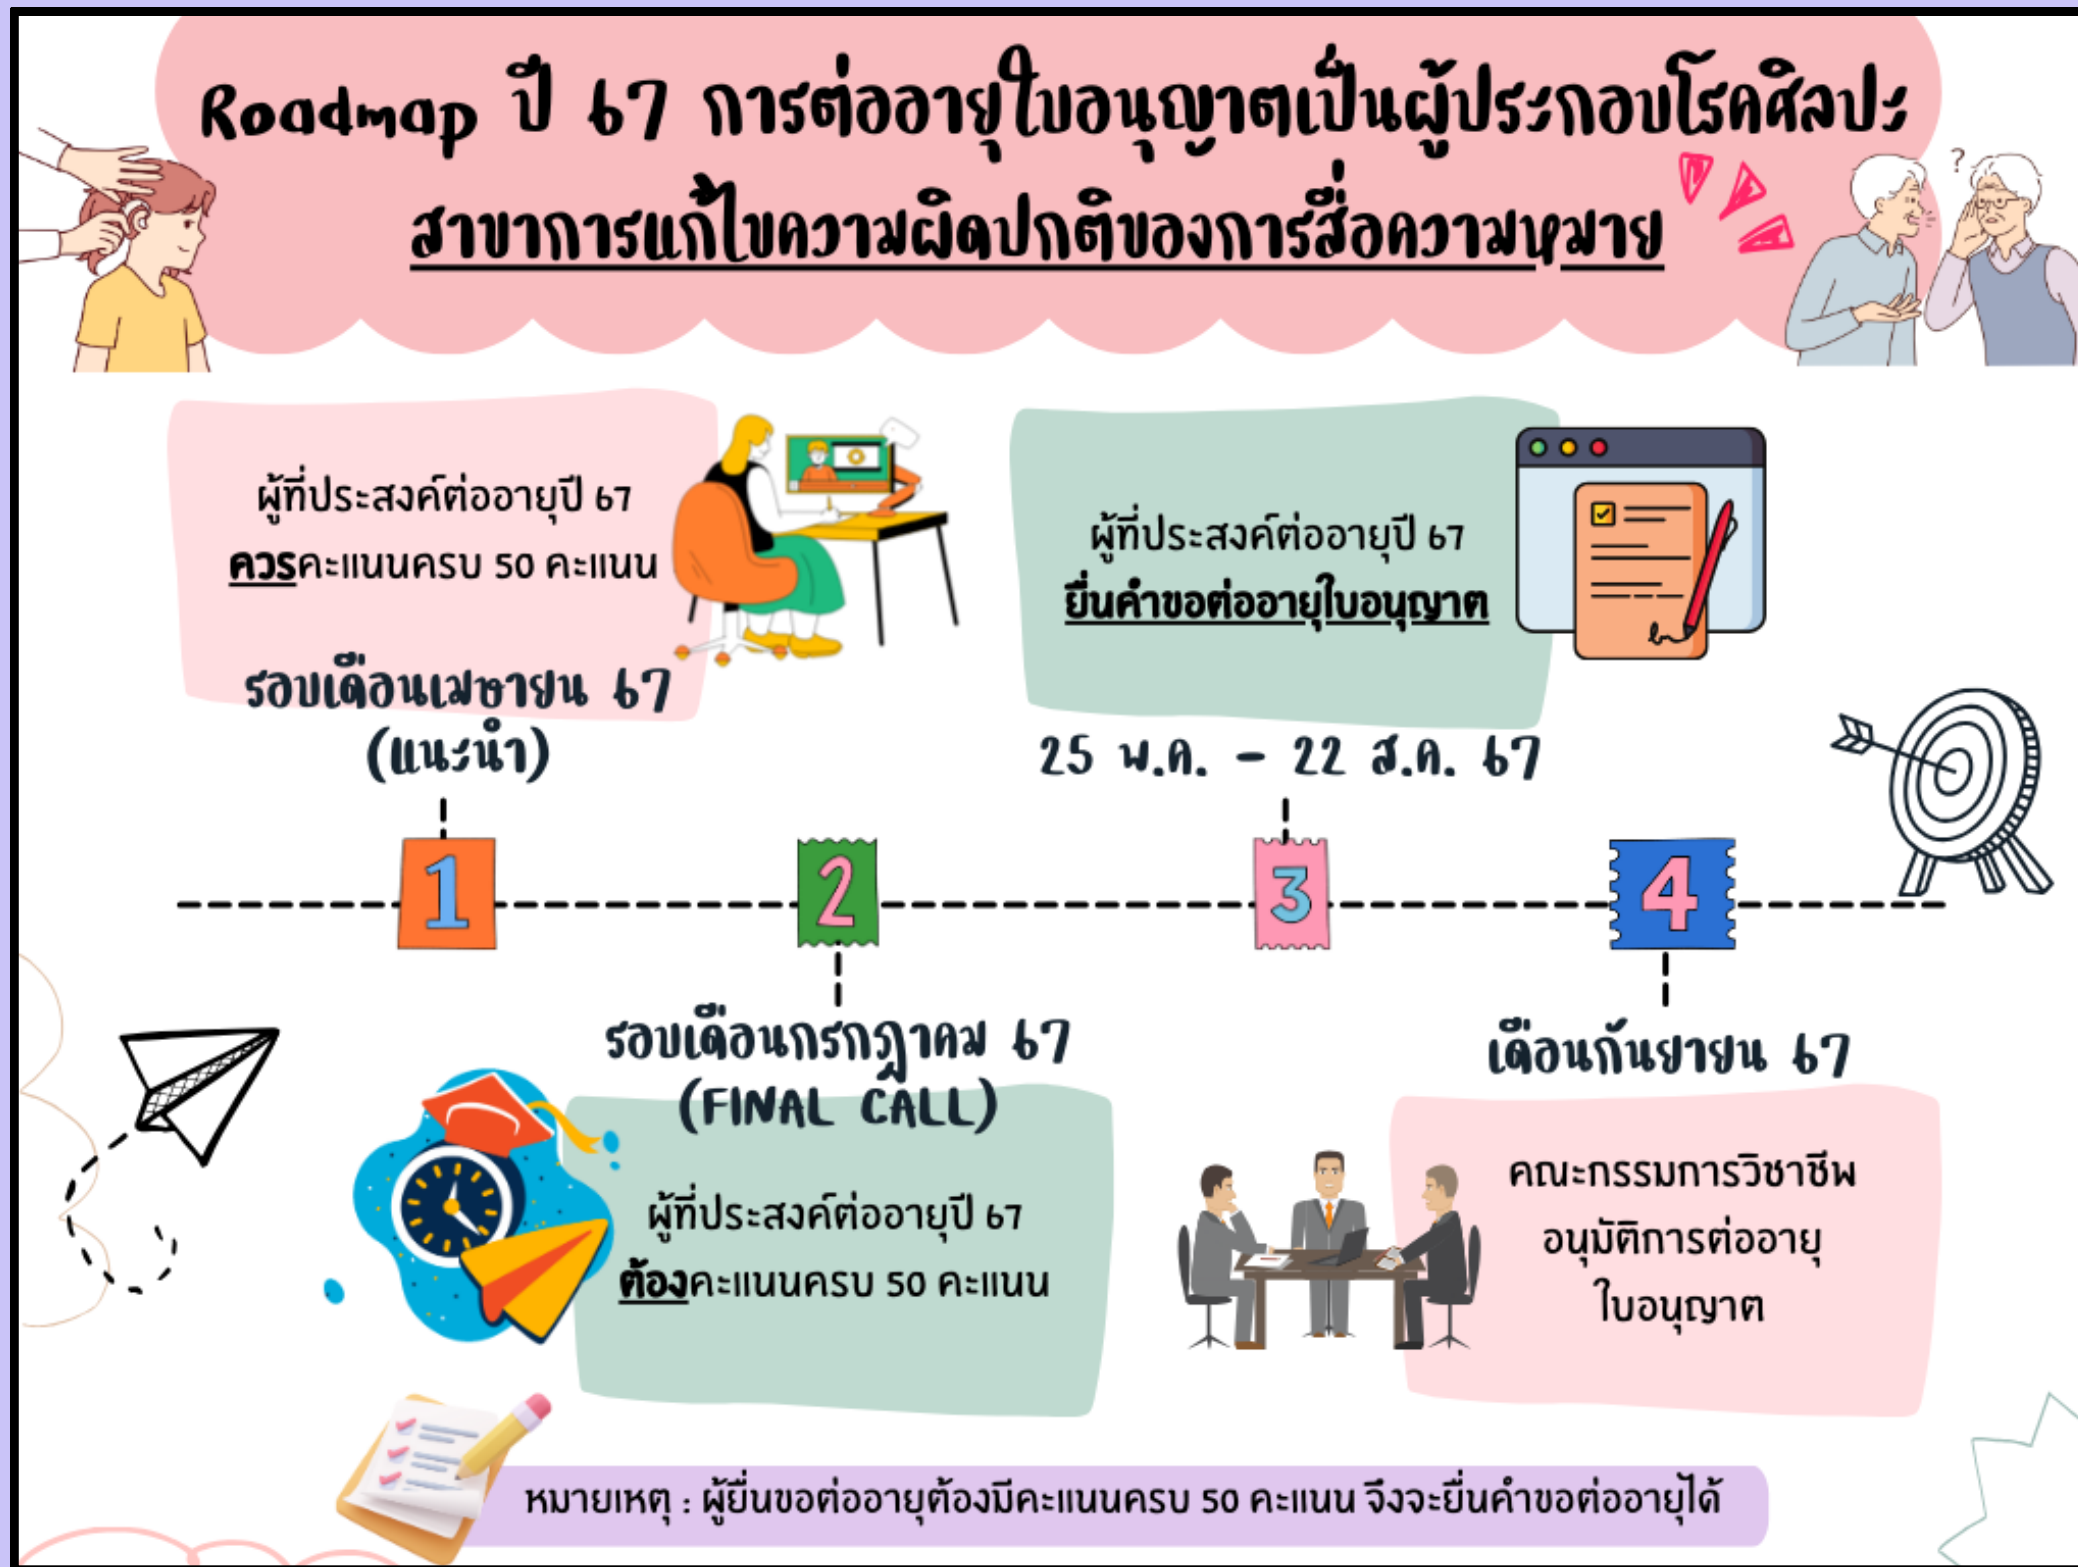 Roadmap ปี 67 การต่ออายุใบอนุญาตเป็นผู้ประกอบโรคศิลปะ
สาขาการแก้ไขความผิดปกติของการสื่อความหมาย
?
ผู้ที่ประสงค์ต่ออายุปี 67
ควรคะแนนครบ 50 คะแนน
รอบเดือนเมษายน 67
(แนะนำ)
ผู้ที่ประสงค์ต่ออายุปี 67
ยื่นคำขอต่ออายุใบอนุญาต
25 พ.ค. - 22 ส.ค. 67
1
2
3
4
รอบเดือนกรกฎาคม 67
(FINAL CALL)
ผู้ที่ประสงค์ต่ออายุปี 67
ต้องคะแนนครบ 50 คะแนน
เดือนกันยายน 67
คณะกรรมการวิชาชีพ
อนุมัติการต่ออายุ
ใบอนุญาต
หมายเหตุ : ผู้ยื่นขอต่ออายุต้องมีคะแนนครบ 50 คะแนน จึงจะยื่นคำขอต่ออายุได้